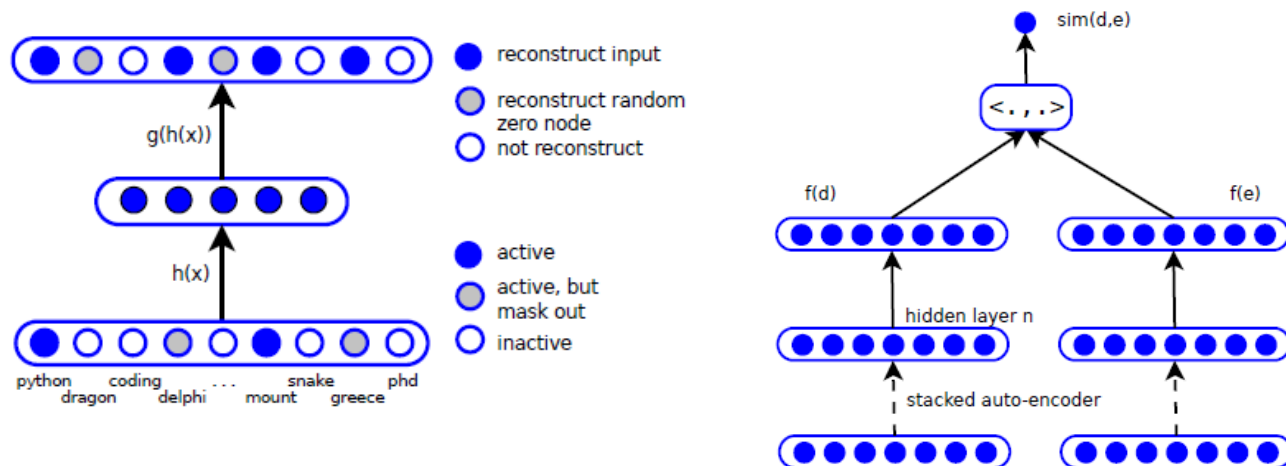 reconstruct input
reconstruct random
zero node
not reconstruct
g(h(x))
h(x)
active
active, but
mask out
inactive
python
dragon
coding
delphi
. . .
mount
snake
greece
phd
sim(d,e)
<.,.>
f(d)
f(e)
hidden layer n
stacked auto-encoder